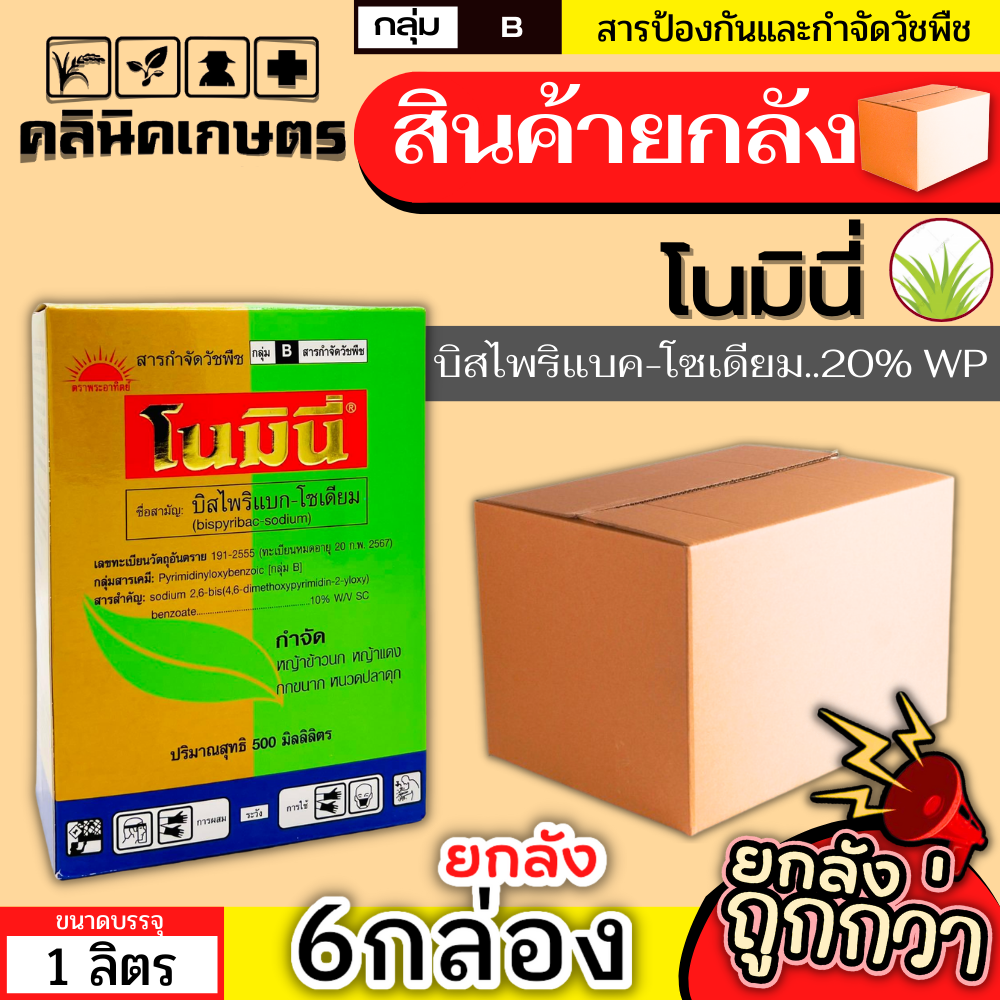 กลุ่ม B สารป้องกันและกำจัดวัชพืช
คลินิคเกษตร
สินค้ายกลัง
โนมินี่
บิสไพริแบค-โซเดียม..20% WP
สารกำจัดวัชพืช กลุ่ม B สารกำจัดวัชพืช
ตราพระอาทิตย์
โนมินี่®
ชื่อสามัญ: บิสไพริแบก-โซเดียม
(bispyribac-sodium)
เลขทะเบียนวัตถุอันตราย 191-2555 (ทะเบียนหมดอายุ 20 ก.พ. 2567)
กลุ่มสารเคมี: Pyrimidinyloxybenzoic [กลุ่ม B]
สารสำคัญ: sodium 2,6-bis(4,6-dimethoxypyrimidin-2-yloxy)
benzoate........................................10% W/V SC
กำจัด
หญ้าข้าวนก หญ้าแดง
กกขนาก หนวดปลาดุก
ปริมาณสุทธิ 500 มิลลิลิตร
การผสม ระวัง การใช้
ยกลัง
6กล่อง
ขนาดบรรจุ
1 ลิตร
ยกลัง
ถูกกว่า